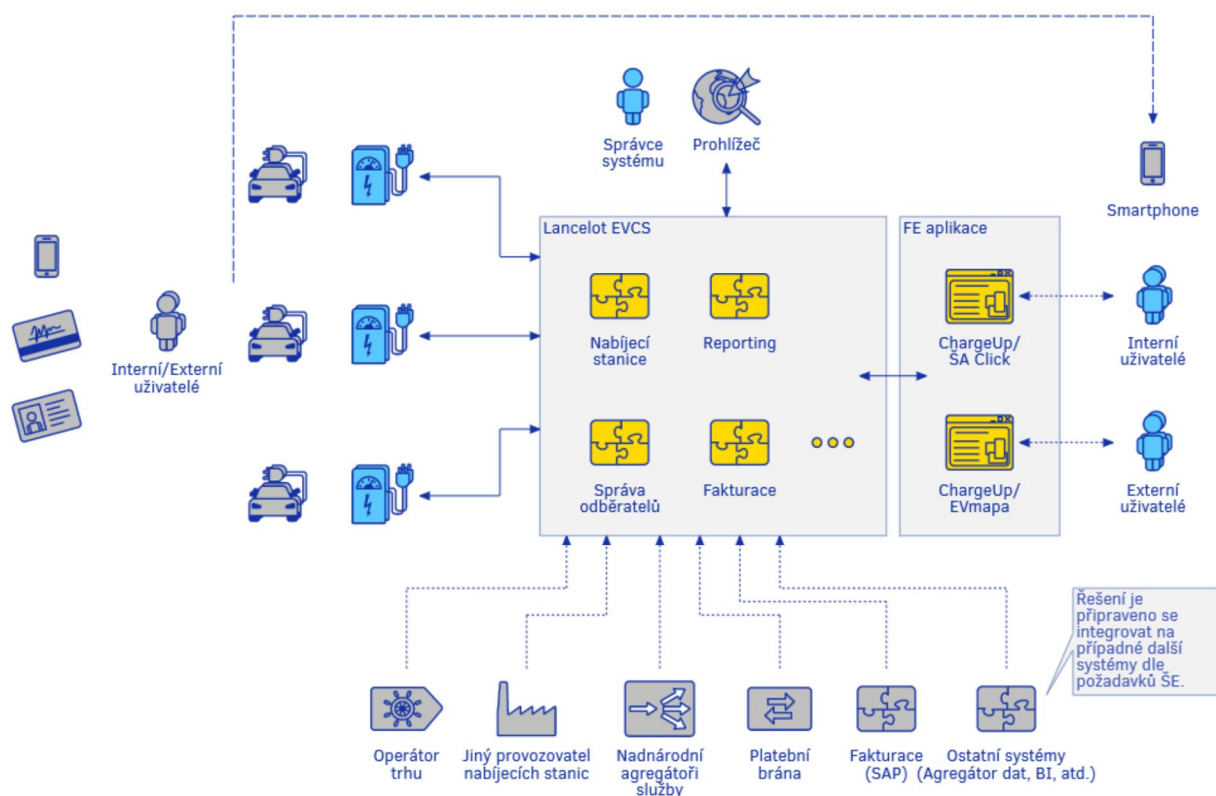 Správce
systému
Prohlížeč
Smartphone
Lancelot EVCS
FE aplikace
Interní/Externí
uživatelé
Nabíjecí
stanice
Reporting
ChargeUp/
ŠA Click
Interní
uživatelé
Správa
odběratelů
Fakturace
ChargeUp/
EVmapa
Externí
uživatelé
Řešení je
připraveno se
integrovat na
případné další
systémy dle
požadavků ŠE.
Operátor
trhu
Jiný provozovatel
nabíjecích stanic
Nadnárodní
agregátoři
služby
Platební
brána
Fakturace
(SAP)
Ostatní systémy
(Agregátor dat, BI, atd.)